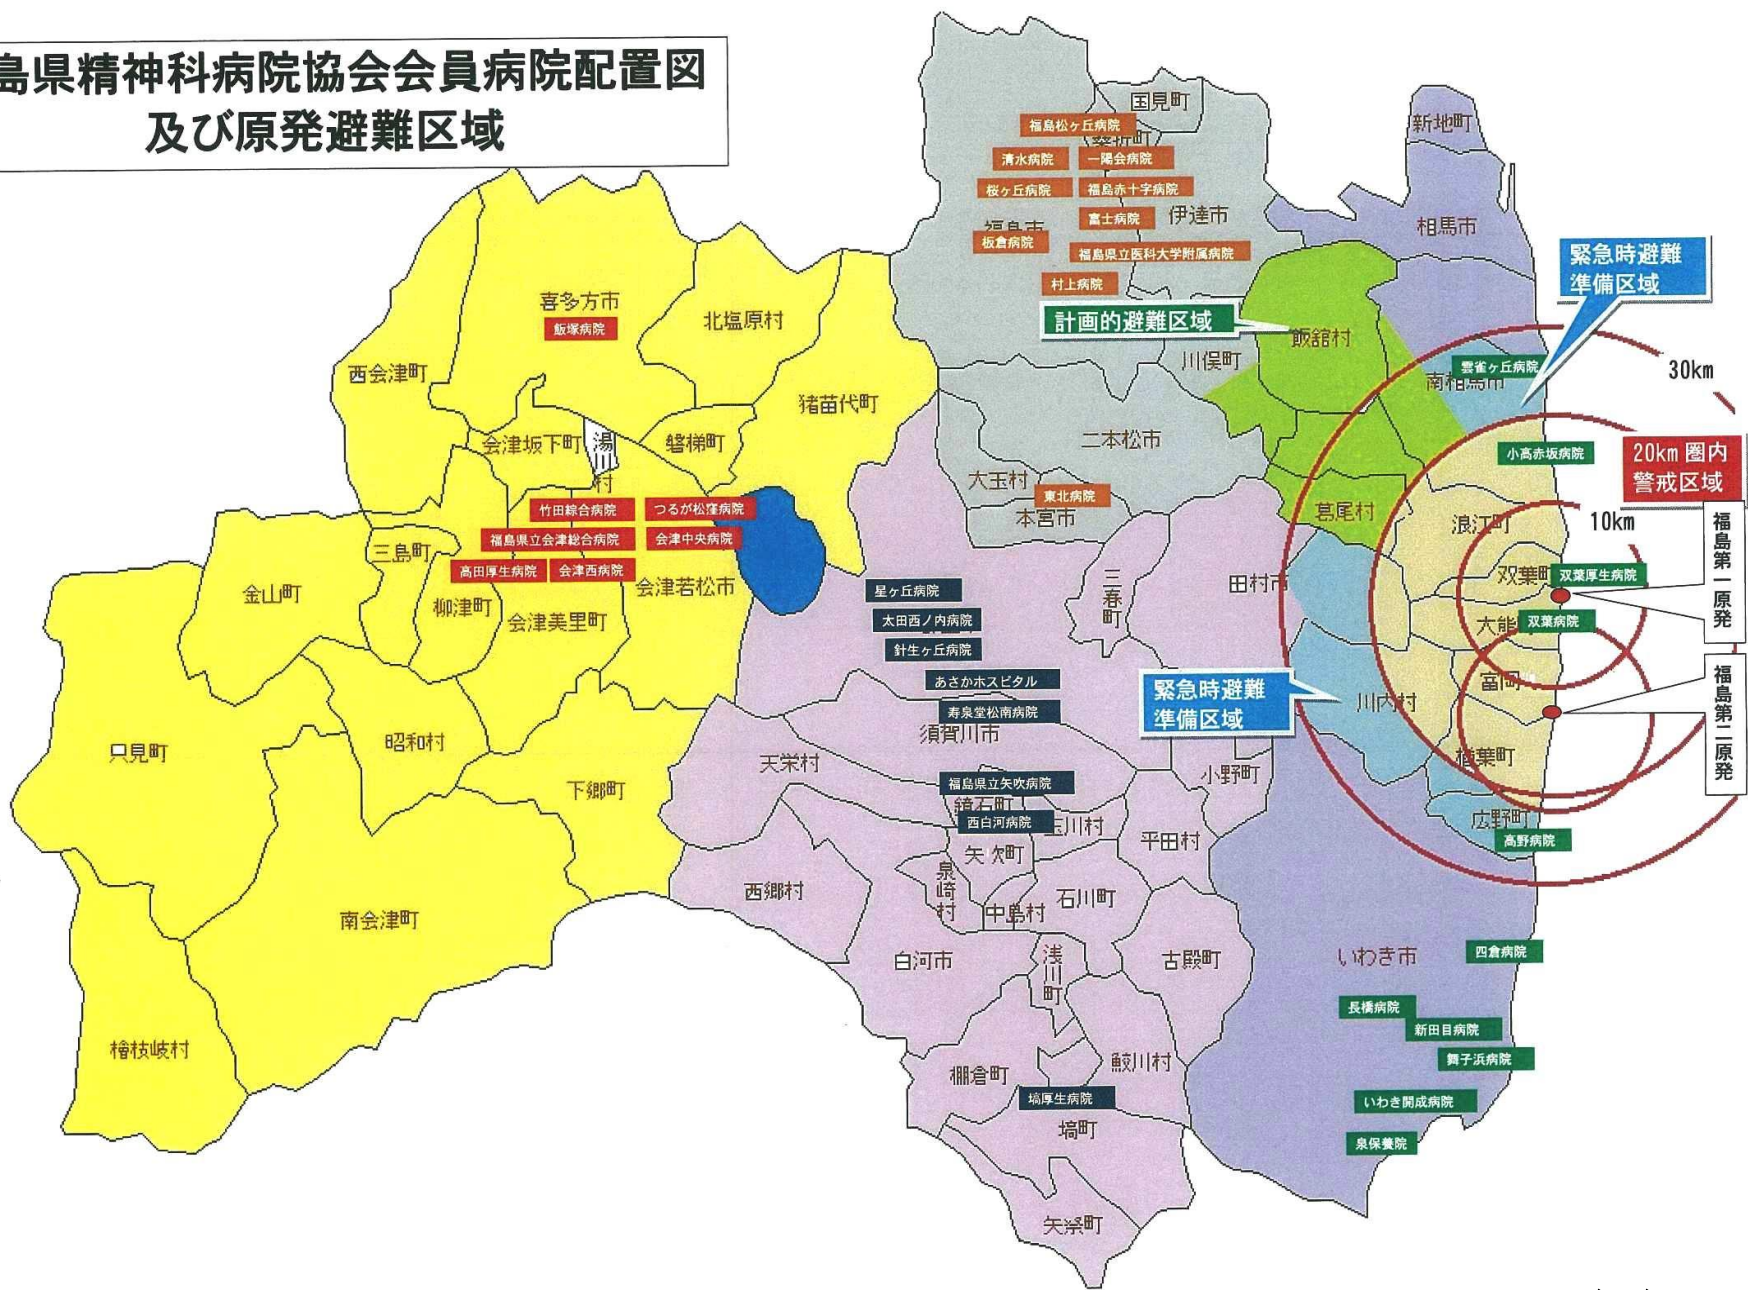 島県精神科病院協会会員病院配置図
及び原発避難区域
国見町
新地町
福島松ヶ丘病院
桑折町
清水病院
一陽会病院
桜ヶ丘病院
福島赤十字病院
富士病院
伊達市
福島市
板倉病院
福島県立医科大学附属病院
村上病院
相馬市
緊急時避難
準備区域
計画的避難区域
飯舘村
川俣町
喜多方市
飯塚病院
北塩原村
西会津町
猪苗代町
雲雀ヶ丘病院
南相馬市
30km
会津坂下町
湯川
村
磐梯町
二本松市
大玉村
東北病院
本宮市
小高赤坂病院
20km 圏内
警戒区域
葛尾村
浪江町
10km
竹田綜合病院
つるが松窪病院
福島県立会津総合病院
会津中央病院
高田厚生病院
会津西病院
三島町
金山町
柳津町
会津美里町
会津若松市
星ヶ丘病院
太田西ノ内病院
針生ヶ丘病院
あさかホスピタル
寿泉堂松南病院
須賀川市
三春町
田村市
双葉町
双葉厚生病院
双葉病院
大熊
福島第一原発
富岡
福島第二原発
緊急時避難
準備区域
川内村
楢葉町
只見町
昭和村
下郷町
天栄村
小野町
福島県立矢吹病院
鏡石町
西白河病院
玉川村
平田村
広野町
高野病院
矢吹町
泉崎村
中島村
石川町
西郷村
南会津町
白河市
浅川町
古殿町
いわき市
四倉病院
長橋病院
新田目病院
舞子浜病院
檜枝岐村
棚倉町
鮫川村
塙厚生病院
いわき開成病院
塙町
泉保養院
矢祭町